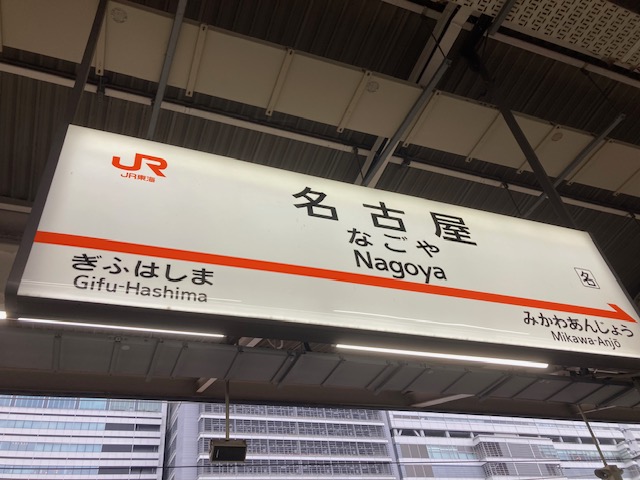 JR
JR東海
名古屋
なごや
Nagoya
名
ぎふはしま
Gifu-Hashima
みかわあんじょう
Mikawa-Anjō